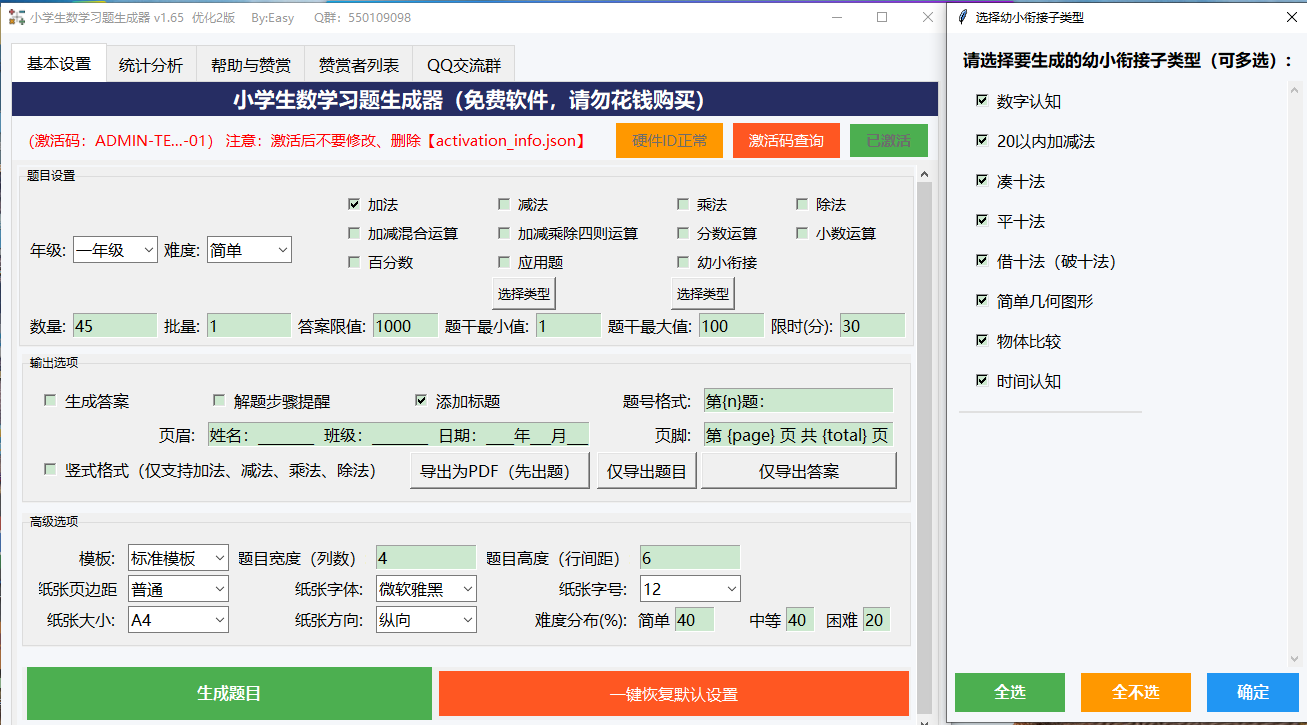 小学生数学习题生成器 v1.65 优化2版 By:Easy Q群：550109098
基本设置 统计分析 帮助与赞赏 赞赏者列表 QQ交流群
小学生数学习题生成器（免费软件，请勿花钱购买）
（激活码：ADMIN-TE...-01） 注意：激活后不要修改、删除【activation_info.json】 硬件ID正常 激活码查询 已激活
题目设置
加法 减法 乘法 除法
加减混合运算 加减乘除四则运算 分数运算 小数运算
年级: 一年级 难度: 简单
百分数 应用题 幼小衔接
选择类型 选择类型
数量: 45 批量: 1 答案限值: 1000 题干最小值: 1 题干最大值: 100 限时(分): 30
输出选项
生成答案 解题步骤提醒 添加标题 题号格式: 第{n}题：
页眉: 姓名：_______ 班级：_______ 日期：___年__月__ 页脚: 第 {page} 页 共 {total} 页
竖式格式（仅支持加法、减法、乘法、除法） 导出为PDF（先出题） 仅导出题目 仅导出答案
高级选项
模板: 标准模板 题目宽度（列数） 4 题目高度（行间距） 6
纸张页边距 普通 纸张字体: 微软雅黑 纸张字号: 12
纸张大小: A4 纸张方向: 纵向 难度分布(%): 简单 40 中等 40 困难 20
生成题目 一键恢复默认设置
选择幼小衔接子类型
请选择要生成的幼小衔接子类型（可多选）：
数字认知
20以内加减法
凑十法
平十法
借十法（破十法）
简单几何图形
物体比较
时间认知
全选 全不选 确定